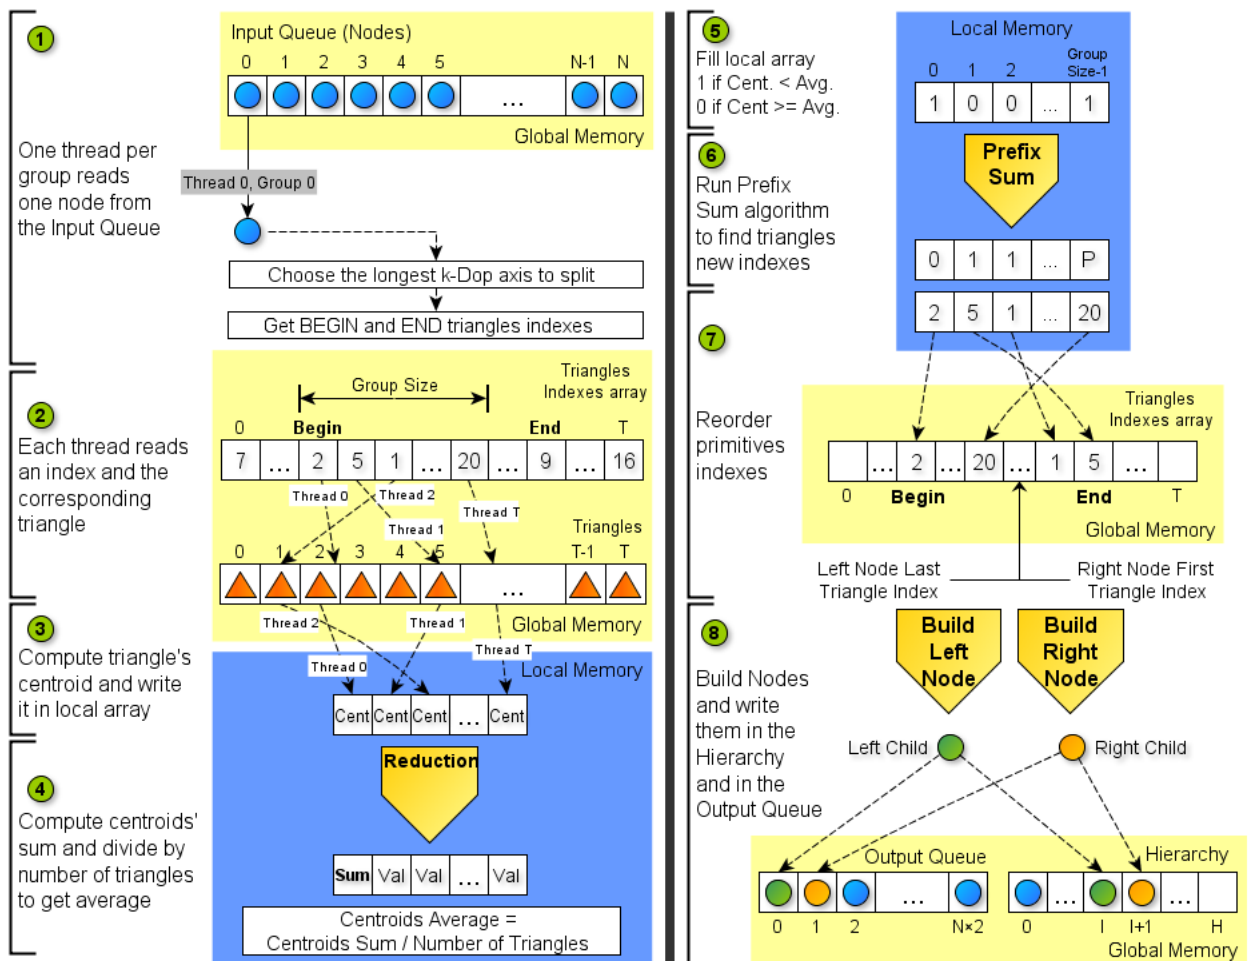 1
One thread per
group reads
one node from
the Input Queue
Input Queue (Nodes)
0 1 2 3 4 5 N-1 N
...
Global Memory
Thread 0, Group 0
Choose the longest k-Dop axis to split
Get BEGIN and END triangles indexes
2
Each thread reads
an index and the
corresponding
triangle
Triangles
Indexes array
Group Size
0 Begin End T
7 ... 2 5 1 ... 20 ... 9 ... 16
Thread 0 Thread 2
Thread 1 Thread T
Triangles
0 1 2 3 4 5 T-1 T
...
Global Memory
3
Compute triangle's
centroid and write
it in local array
Thread 2 Thread 1
Thread 0 Thread T
Local Memory
Cent Cent Cent ... Cent
4
Compute centroids'
sum and divide by
number of triangles
to get average
Reduction
Sum Val Val ... Val
Centroids Average =
Centroids Sum / Number of Triangles
5
Fill local array
1 if Cent. < Avg.
0 if Cent >= Avg.
Local Memory
0 1 2 Group
Size-1
1 0 0 ... 1
6
Run Prefix
Sum algorithm
to find triangles
new indexes
Prefix
Sum
0 1 1 ... P
2 5 1 ... 20
7
Reorder
primitives
indexes
Triangles
Indexes array
... 2 ... 20 ... 1 5 ...
0 Begin End T
Global Memory
Left Node Last
Triangle Index
Right Node First
Triangle Index
8
Build Nodes
and write
them in the
Hierarchy
and in the
Output Queue
Build
Left
Node
Build
Right
Node
Left Child
Right Child
Output Queue
...
0 1 2 N×2
Hierarchy
... ...
0 I I+1 H
Global Memory